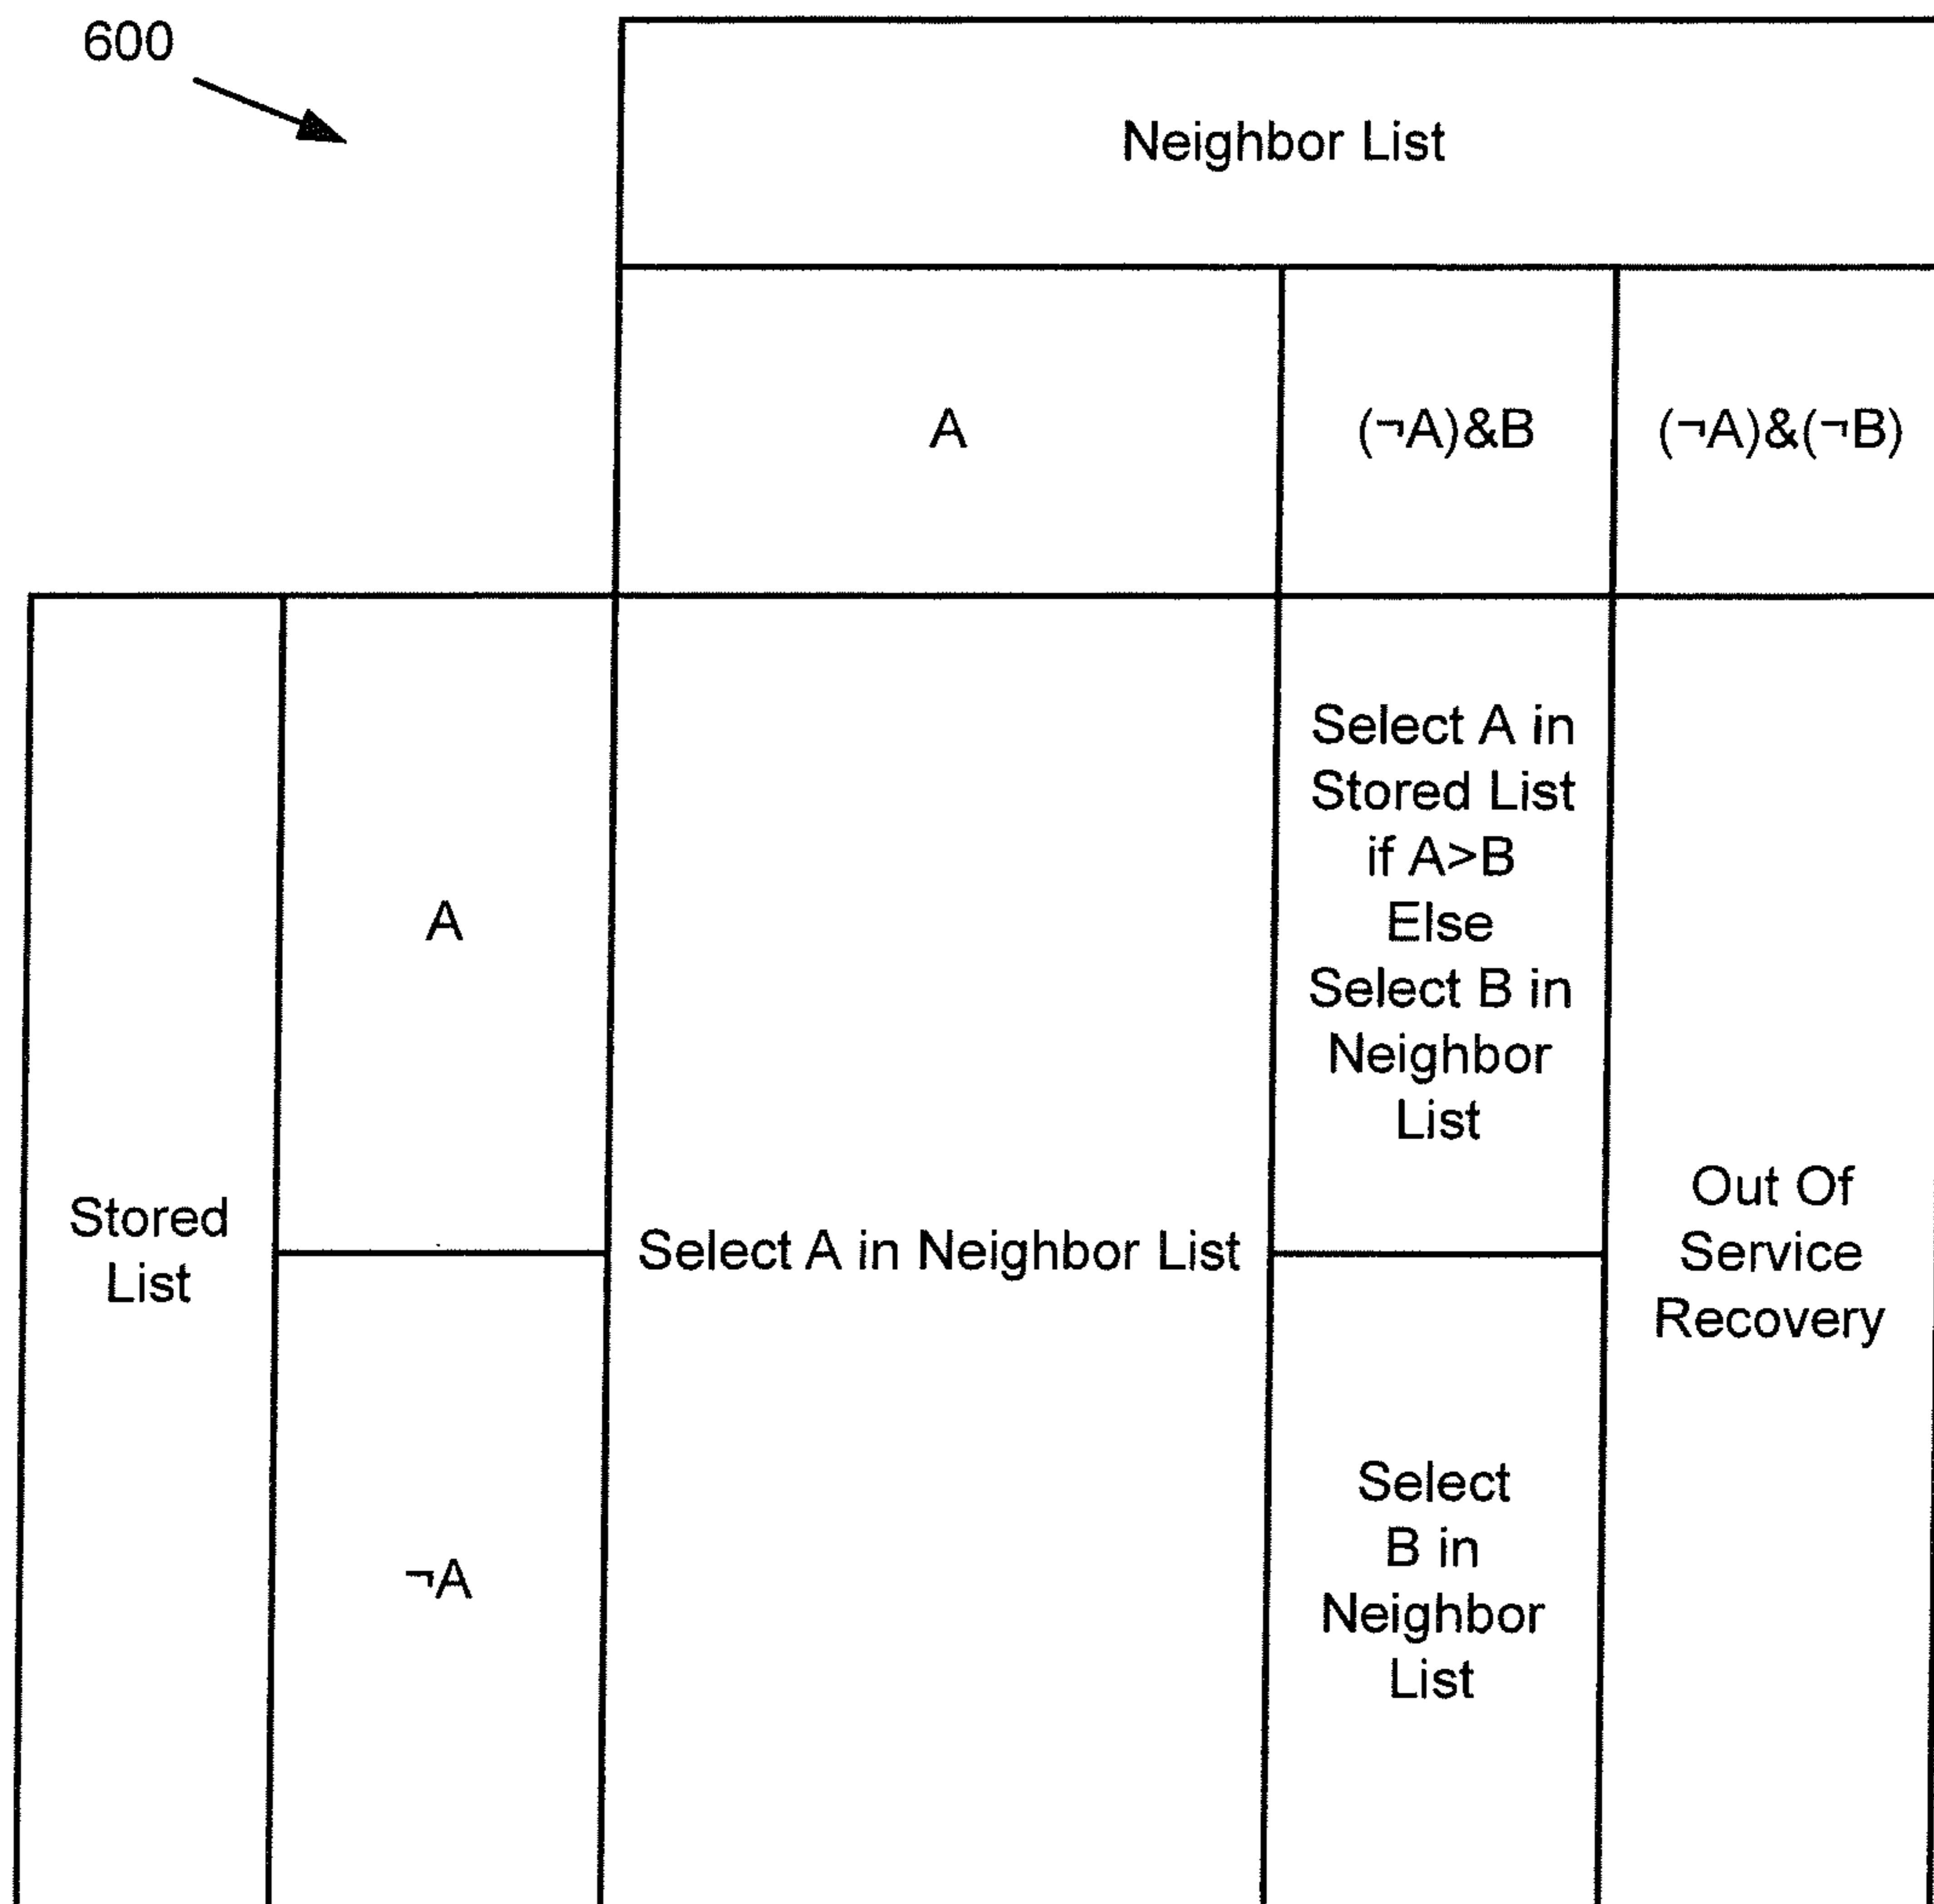 600
Neighbor List
A
(¬A)&B
(¬A)&(¬B)
Stored
List
A
¬A
Select A in Neighbor List
Select A in
Stored List
if A>B
Else
Select B in
Neighbor
List
Select
B in
Neighbor
List
Out Of
Service
Recovery